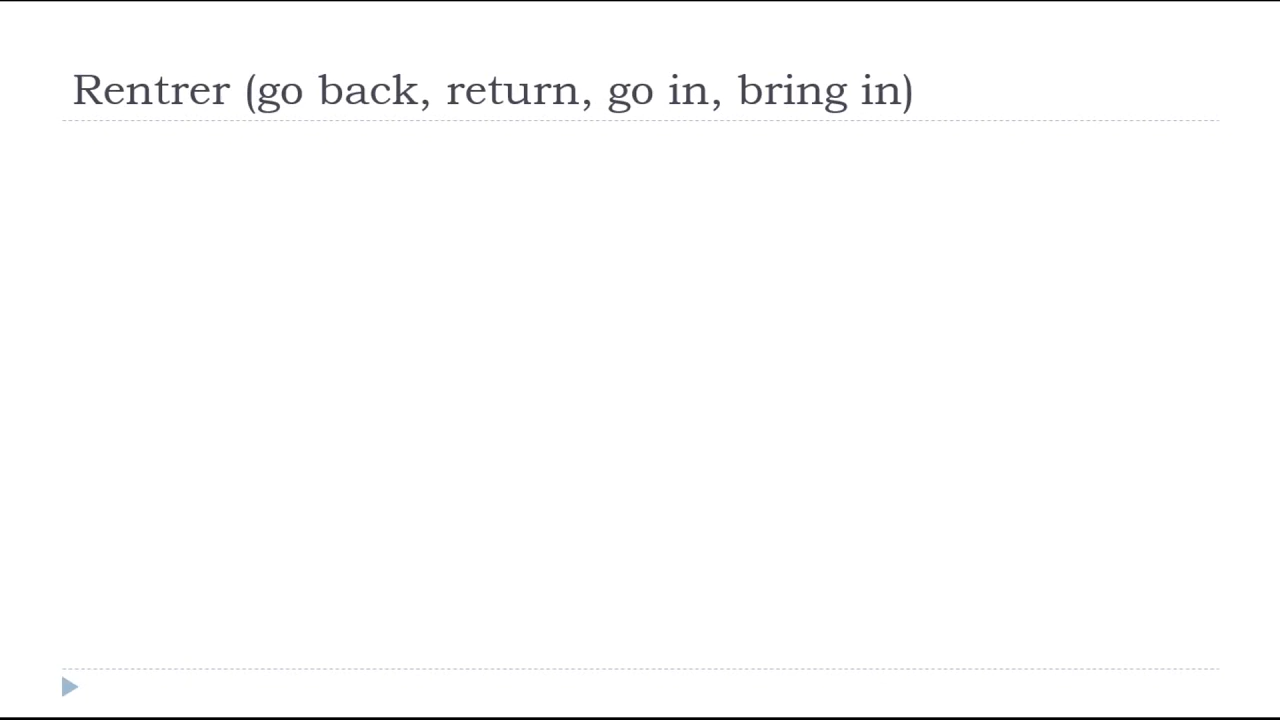 Rentrer (go back, return, go in, bring in)